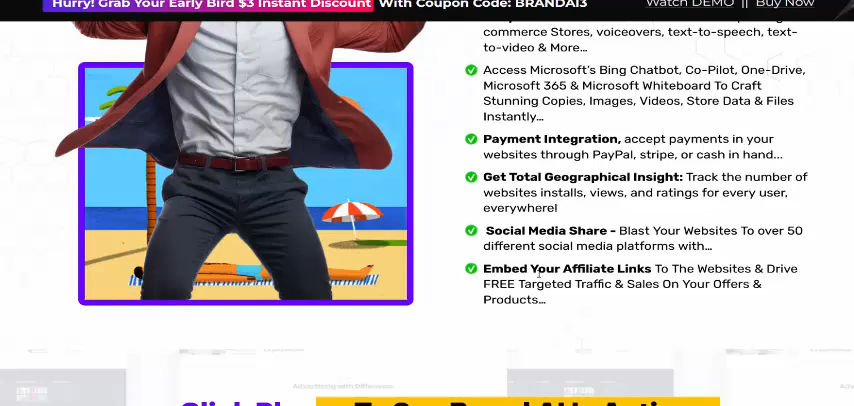 Hurry! Grab Your Early Bird $3 Instant Discount With Coupon Code: BRANDAI3
Watch DEMO || Buy Now
commerce Stores, voiceovers, text-to-speech, text-
to-video & More...
Access Microsoft's Bing Chatbot, Co-Pilot, One-Drive,
Microsoft 365 & Microsoft Whiteboard To Craft
Stunning Copies, Images, Videos, Store Data & Files
Instantly...
Payment Integration, accept payments in your
websites through PayPal, stripe, or cash in hand...
Get Total Geographical Insight: Track the number of
websites installs, views, and ratings for every user,
everywhere!
Social Media Share - Blast Your Websites To over 50
different social media platforms with...
Embed Your Affiliate Links To The Websites & Drive
FREE Targeted Traffic & Sales On Your Offers &
Products...